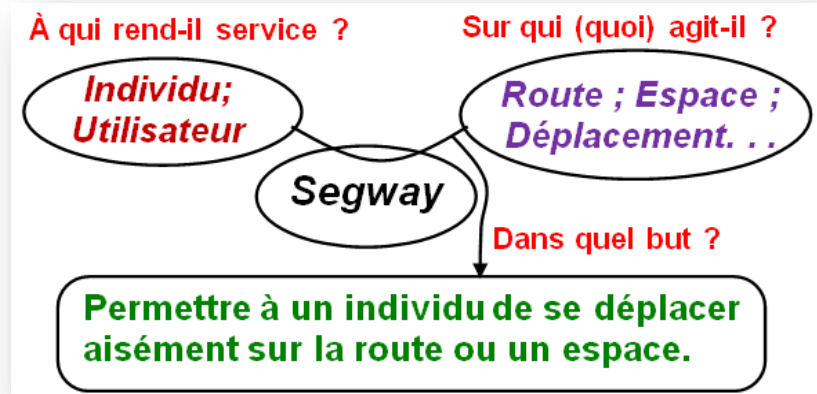 À qui rend-il service ?
Sur qui (quoi) agit-il ?
Individu;
Utilisateur
Route ; Espace ;
Déplacement. . .
Segway
Dans quel but ?
Permettre à un individu de se déplacer
aisément sur la route ou un espace.